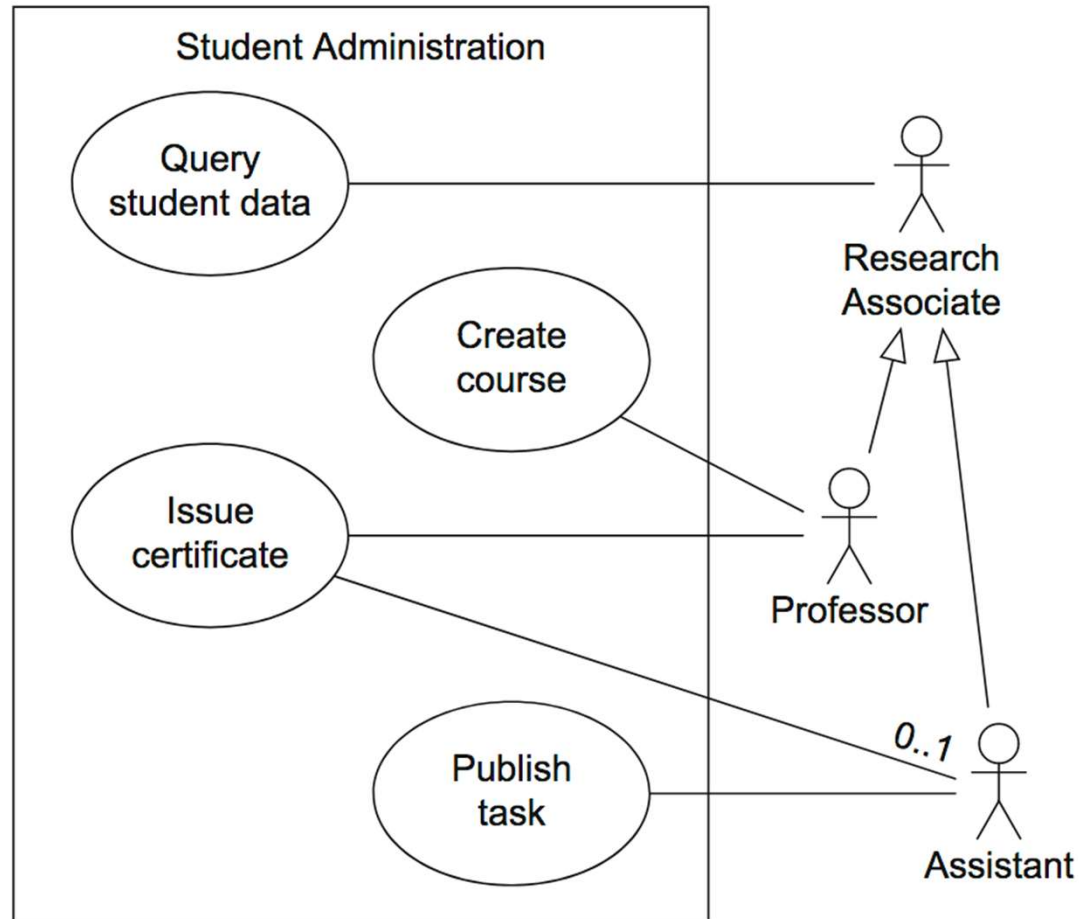 Student Administration
Query
student data
Research
Associate
Create
course
Issue
certificate
Professor
0..1
Publish
task
Assistant